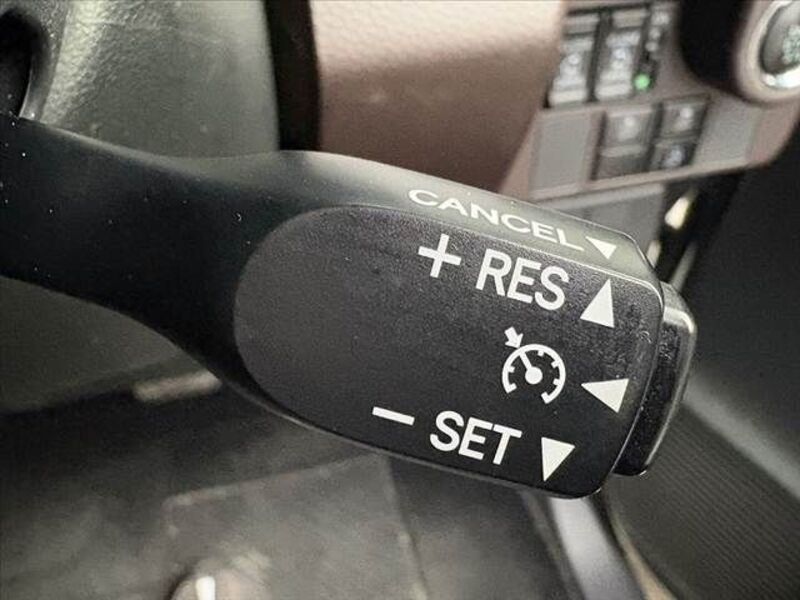 CANCEL ▼
+ RES ▲
◀
− SET ▼